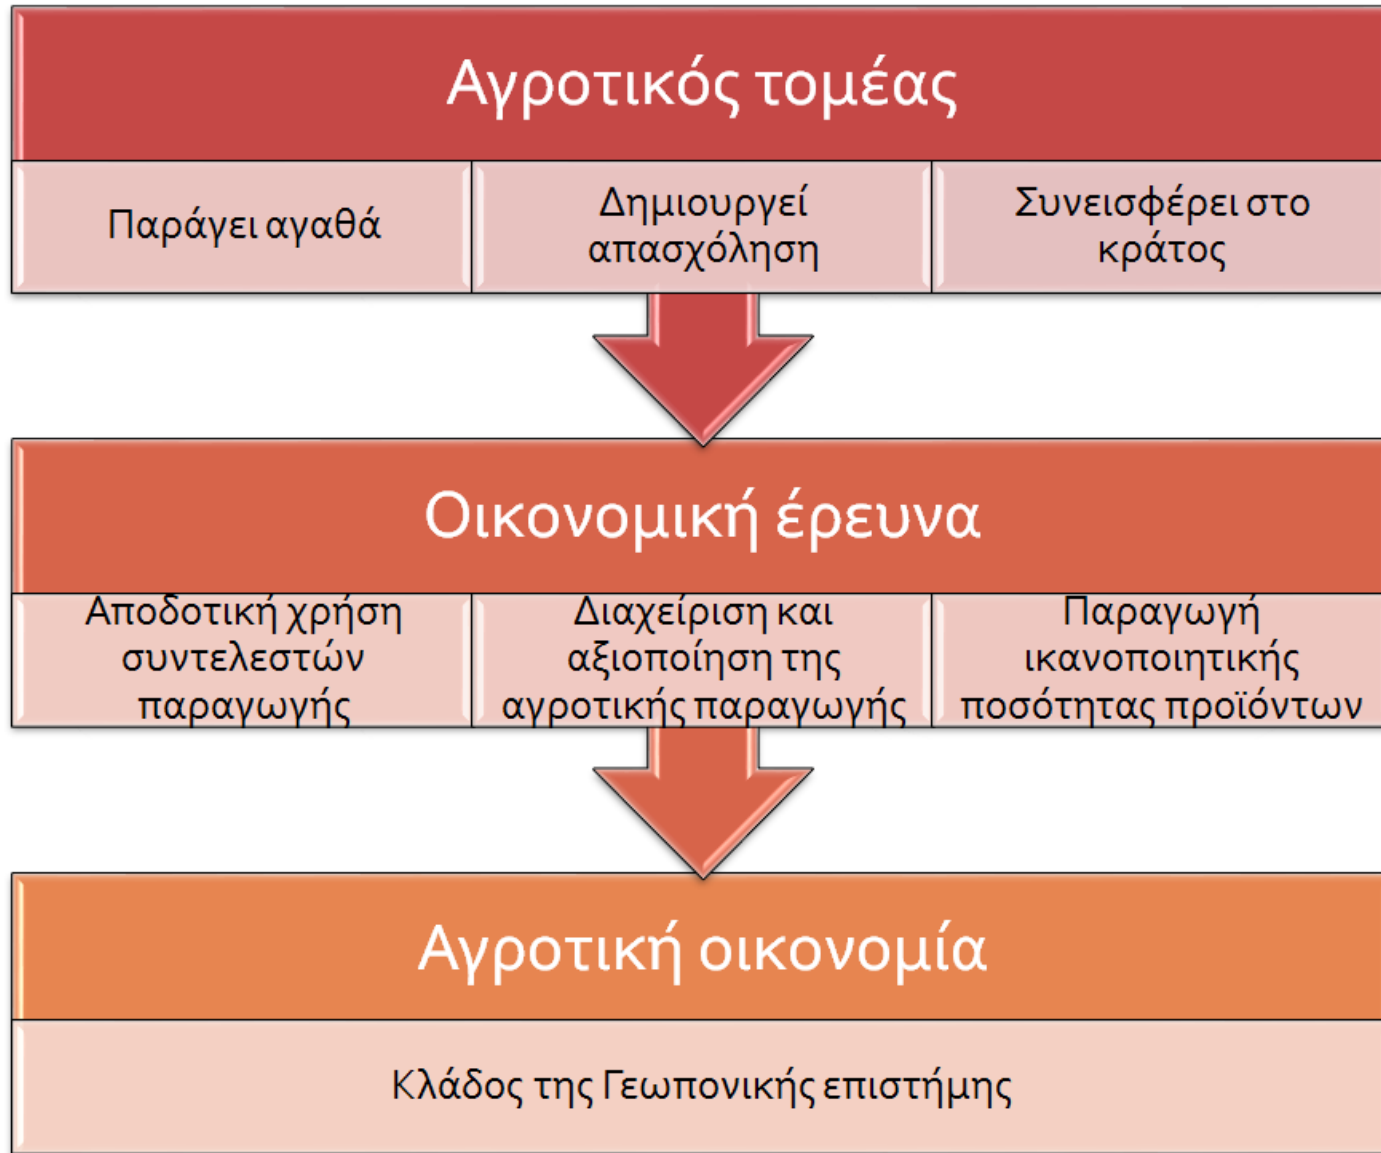 Αγροτικός τομέας
Παράγει αγαθά
Δημιουργεί
απασχόληση
Συνεισφέρει στο
κράτος
Οικονομική έρευνα
Αποδοτική χρήση
συντελεστών
παραγωγής
Διαχείριση και
αξιοποίηση της
αγροτικής παραγωγής
Παραγωγή
ικανοποιητικής
ποσότητας προϊόντων
Αγροτική οικονομία
Κλάδος της Γεωπονικής επιστήμης